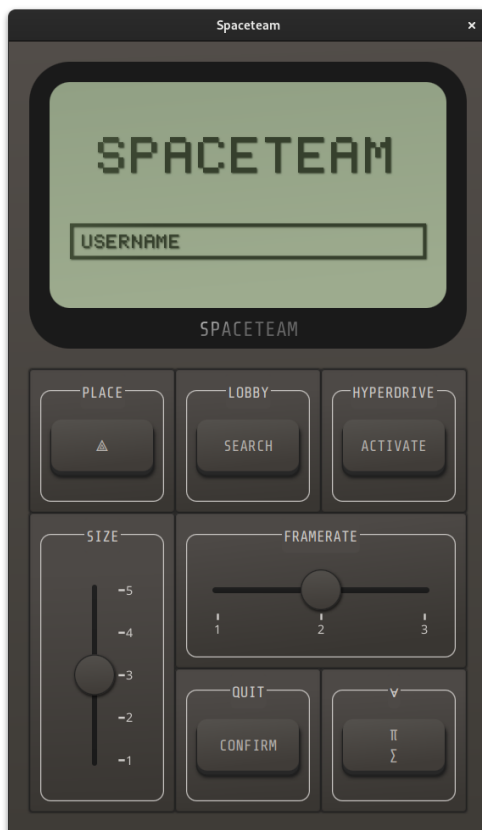 Spaceteam ×
SPACETEAM
USERNAME
SPACETEAM
PLACE LOBBY HYPERDRIVE
⟁ SEARCH ACTIVATE
SIZE FRAMERATE
5
4
3
2
1
1 2 3
QUIT ∀
CONFIRM π
Σ